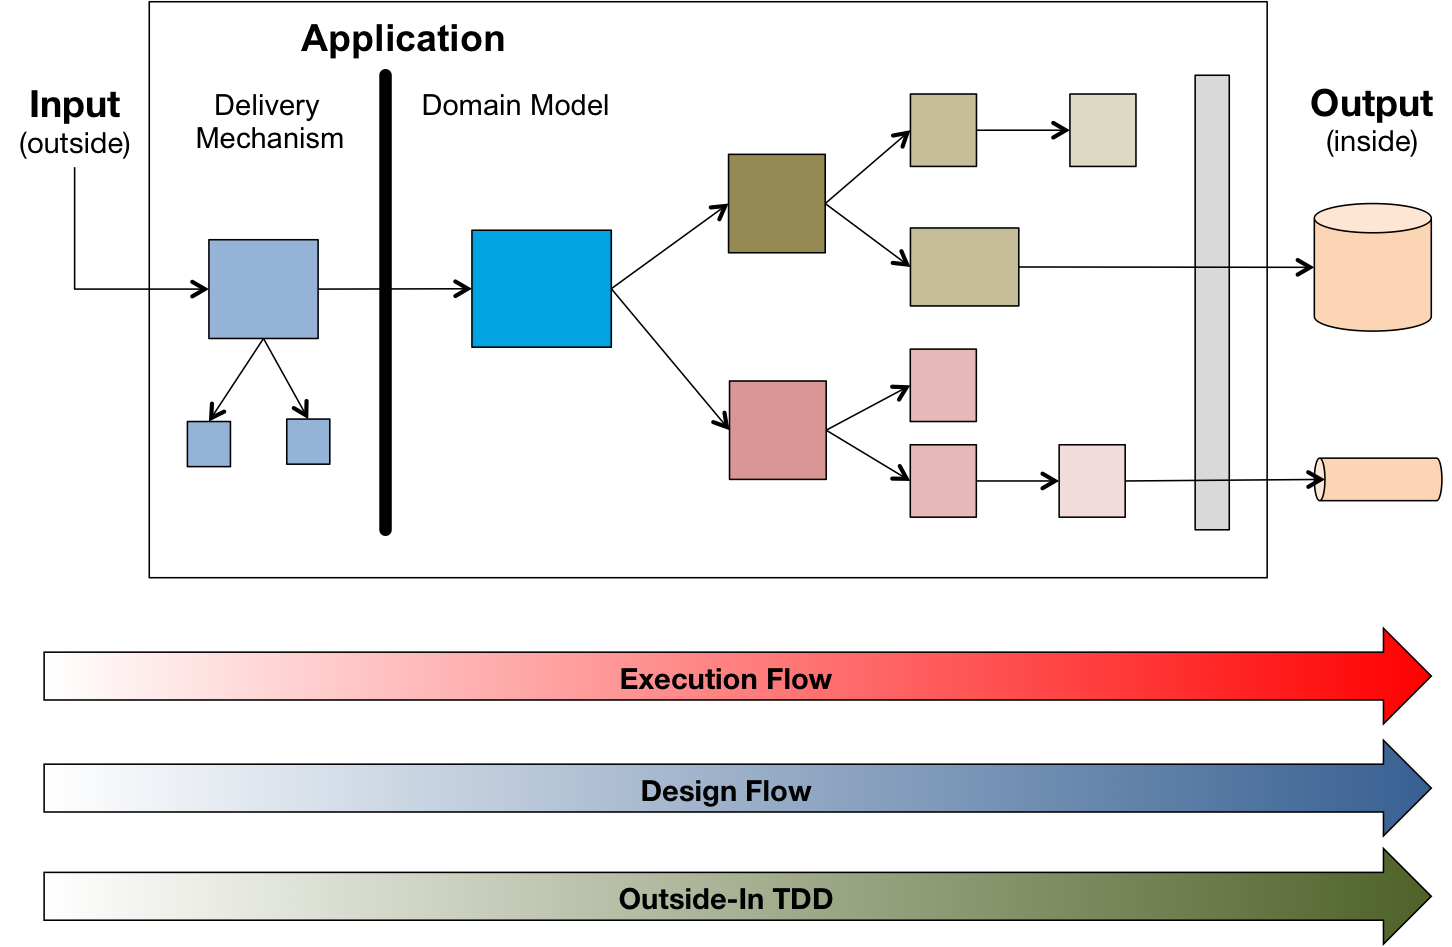 Application
Input
(outside)
Delivery
Mechanism
Domain Model
Output
(inside)
Execution Flow
Design Flow
Outside-In TDD